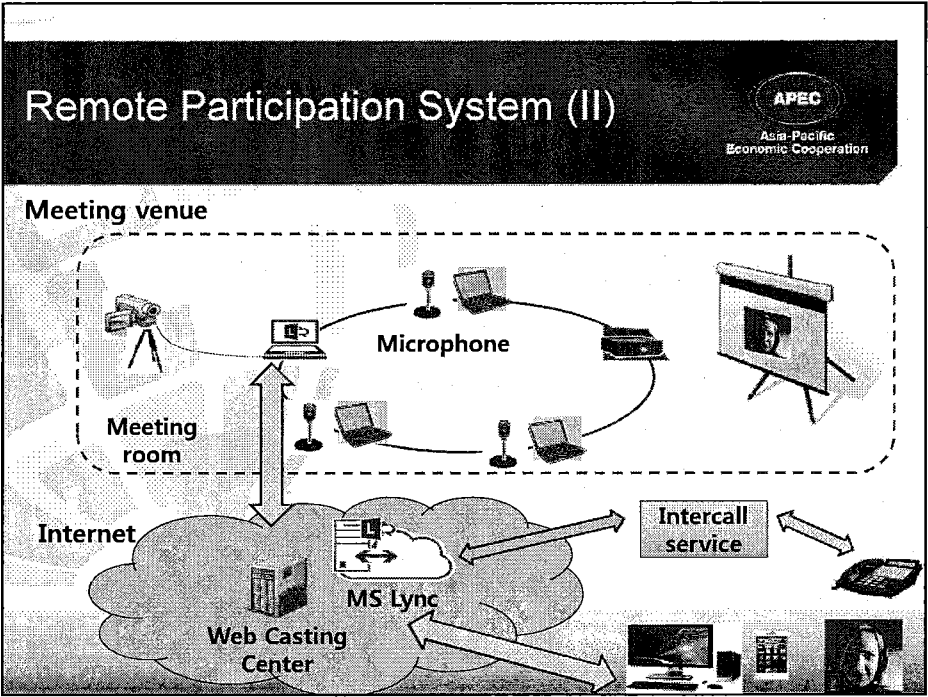 Remote Participation System (II)
APEC
Asia-Pacific
Economic Cooperation
Meeting venue
Microphone
Meeting
room
Internet
Intercall
service
MS Lync
Web Casting
Center